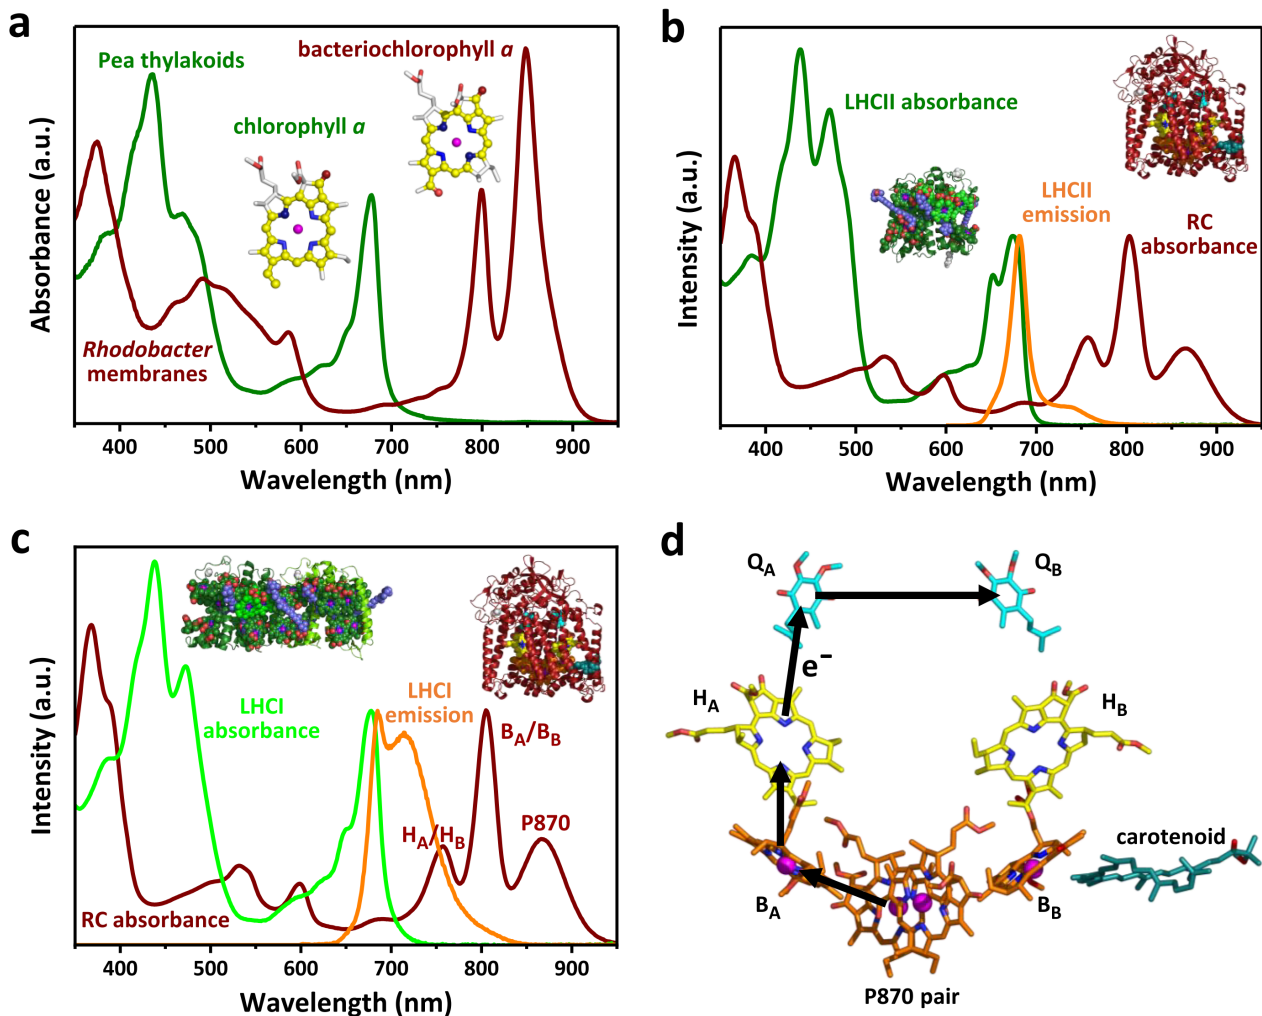 a
Pea thylakoids
bacteriochlorophyll a
chlorophyll a
Rhodobacter
membranes
Absorbance (a.u.)
400 500 600 700 800 900
Wavelength (nm)
b
LHCII absorbance
LHCII
emission
RC
absorbance
Intensity (a.u.)
400 500 600 700 800 900
Wavelength (nm)
c
LHCI
absorbance
LHCI
emission
BA/BB
HA/HB
P870
RC absorbance
Intensity (a.u.)
400 500 600 700 800 900
Wavelength (nm)
d
QA
QB
e–
HA
HB
carotenoid
BA
BB
P870 pair